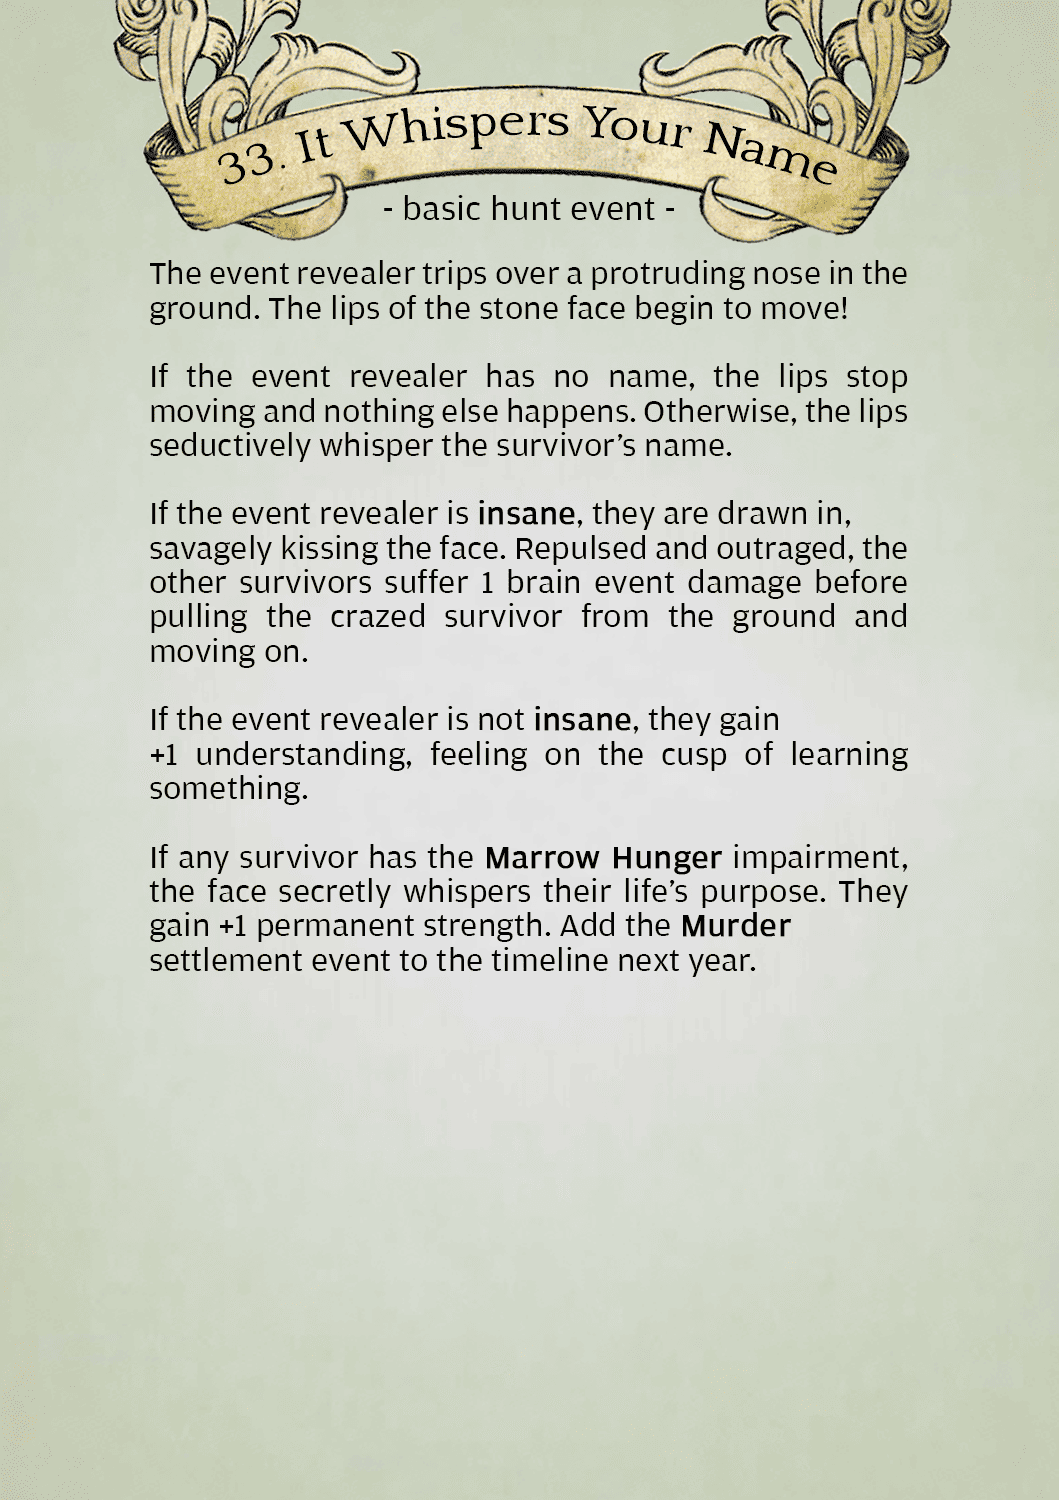 33. It Whispers Your Name
- basic hunt event -
The event revealer trips over a protruding nose in the
ground. The lips of the stone face begin to move!
If the event revealer has no name, the lips stop
moving and nothing else happens. Otherwise, the lips
seductively whisper the survivor’s name.
If the event revealer is insane, they are drawn in,
savagely kissing the face. Repulsed and outraged, the
other survivors suffer 1 brain event damage before
pulling the crazed survivor from the ground and
moving on.
If the event revealer is not insane, they gain
+1 understanding, feeling on the cusp of learning
something.
If any survivor has the Marrow Hunger impairment,
the face secretly whispers their life’s purpose. They
gain +1 permanent strength. Add the Murder
settlement event to the timeline next year.